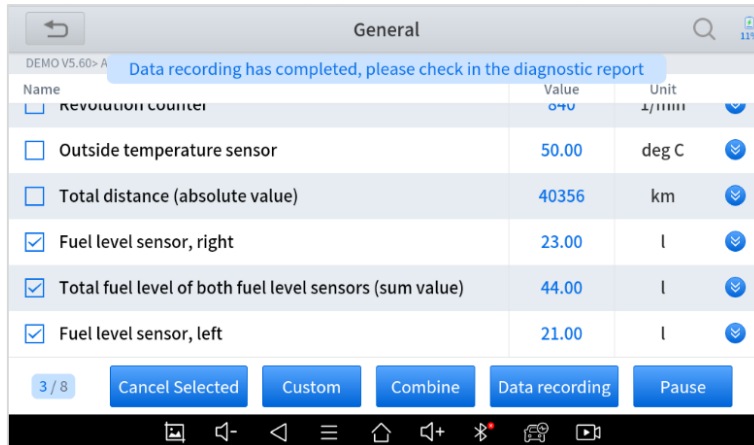 General
11%
DEMO V5.60> A
Data recording has completed, please check in the diagnostic report
Name Value Unit
Revolution counter 840 1/min
Outside temperature sensor 50.00 deg C
Total distance (absolute value) 40356 km
Fuel level sensor, right 23.00 l
Total fuel level of both fuel level sensors (sum value) 44.00 l
Fuel level sensor, left 21.00 l
3 / 8 Cancel Selected Custom Combine Data recording Pause